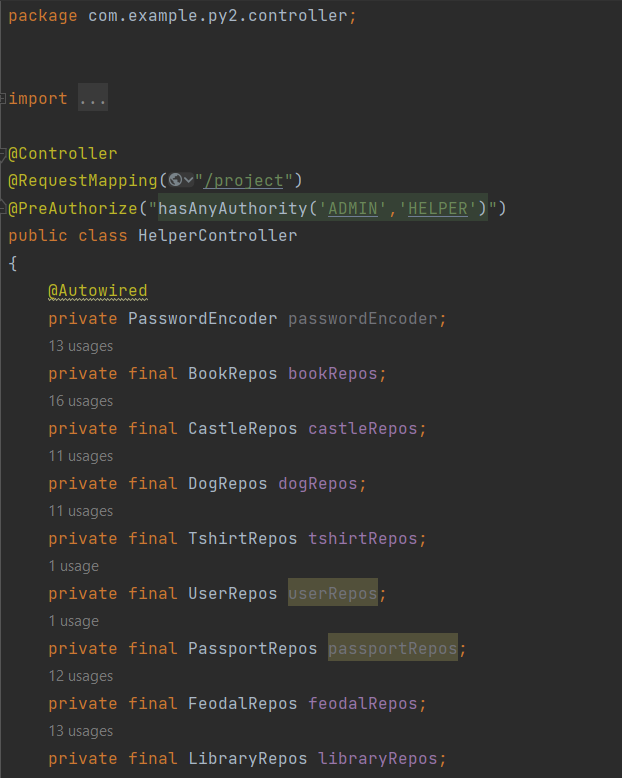 package com.example.py2.controller;
import ...
@Controller
@RequestMapping("/project")
@PreAuthorize("hasAnyAuthority('ADMIN','HELPER')")
public class HelperController
{
@Autowired
private PasswordEncoder passwordEncoder;
13 usages
private final BookRepos bookRepos;
16 usages
private final CastleRepos castleRepos;
11 usages
private final DogRepos dogRepos;
11 usages
private final TshirtRepos tshirtRepos;
1 usage
private final UserRepos userRepos;
1 usage
private final PassportRepos passportRepos;
12 usages
private final FeodalRepos feodalRepos;
13 usages
private final LibraryRepos libraryRepos;